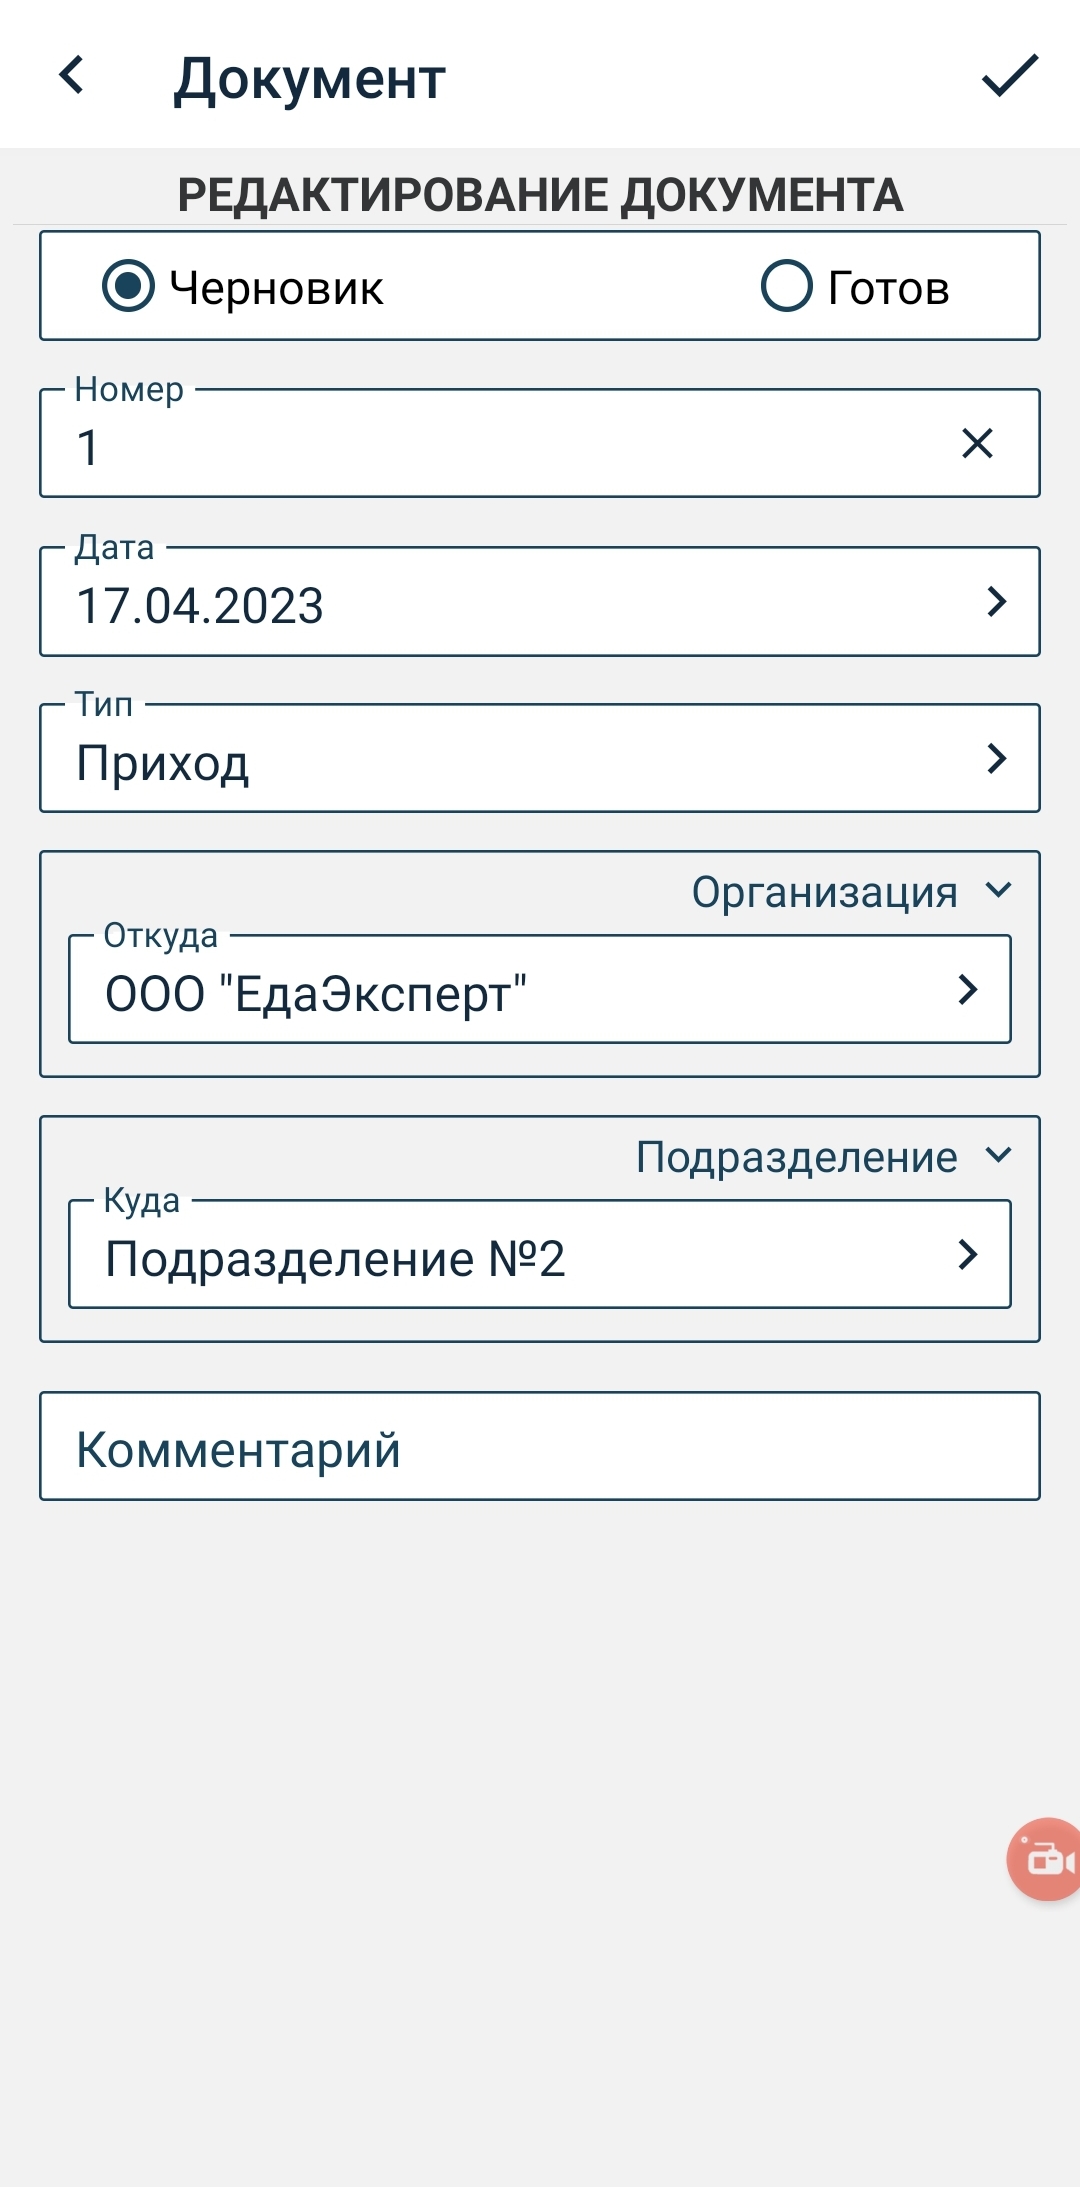 Документ
РЕДАКТИРОВАНИЕ ДОКУМЕНТА
Черновик Готов
Номер
1
Дата
17.04.2023
Тип
Приход
Организация
Откуда
ООО "ЕдаЭксперт"
Подразделение
Куда
Подразделение №2
Комментарий